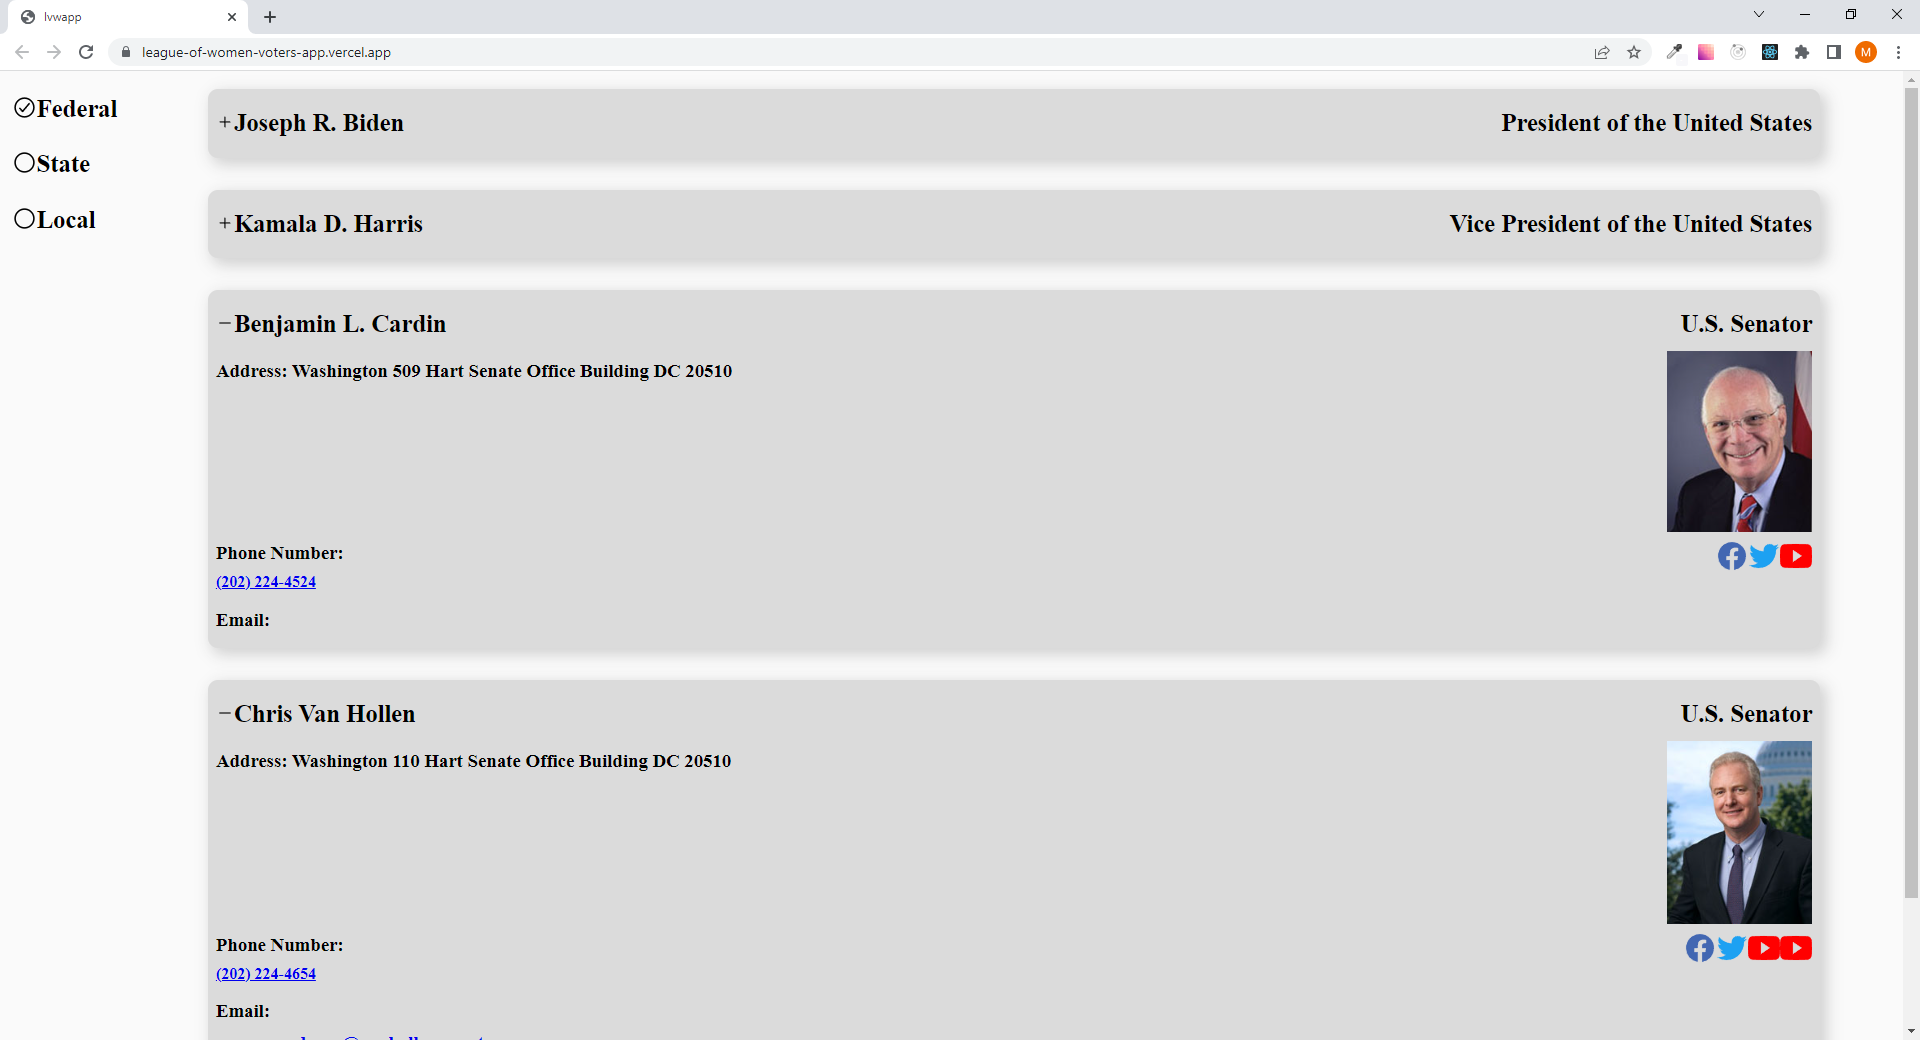 lvwapp
league-of-women-voters-app.vercel.app
M
Federal
State
Local
Joseph R. Biden
President of the United States
Kamala D. Harris
Vice President of the United States
Benjamin L. Cardin
U.S. Senator
Address: Washington 509 Hart Senate Office Building DC 20510
Phone Number:
(202) 224-4524
Email:
Chris Van Hollen
U.S. Senator
Address: Washington 110 Hart Senate Office Building DC 20510
Phone Number:
(202) 224-4654
Email: